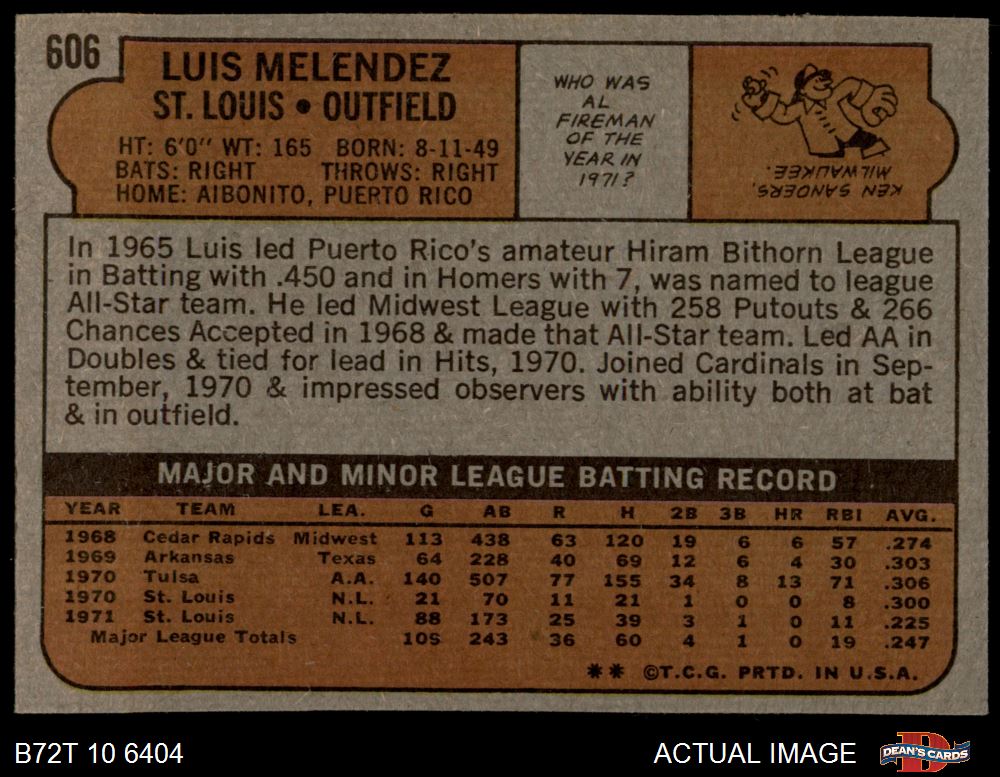 606
LUIS MELENDEZ
ST. LOUIS • OUTFIELD
HT: 6'0" WT: 165 BORN: 8-11-49
BATS: RIGHT THROWS: RIGHT
HOME: AIBONITO, PUERTO RICO
WHO WAS
AL
FIREMAN
OF THE
YEAR IN
1971?
KEN SANDERS,
MILWAUKEE.
In 1965 Luis led Puerto Rico's amateur Hiram Bithorn League
in Batting with .450 and in Homers with 7, was named to league
All-Star team. He led Midwest League with 258 Putouts & 266
Chances Accepted in 1968 & made that All-Star team. Led AA in
Doubles & tied for lead in Hits, 1970. Joined Cardinals in Sep-
tember, 1970 & impressed observers with ability both at bat
& in outfield.
MAJOR AND MINOR LEAGUE BATTING RECORD
YEAR TEAM LEA. G AB R H 2B 3B HR RBI AVG.
1968 Cedar Rapids Midwest 113 438 63 120 19 6 6 57 .274
1969 Arkansas Texas 64 228 40 69 12 6 4 30 .303
1970 Tulsa A.A. 140 507 77 155 34 8 13 71 .306
1970 St. Louis N.L. 21 70 11 21 1 0 0 8 .300
1971 St. Louis N.L. 88 173 25 39 3 1 0 11 .225
Major League Totals 109 243 36 60 4 1 0 19 .247
** ©T.C.G. PRTD. IN U.S.A.
B72T 10 6404
ACTUAL IMAGE
DEAN'S CARDS